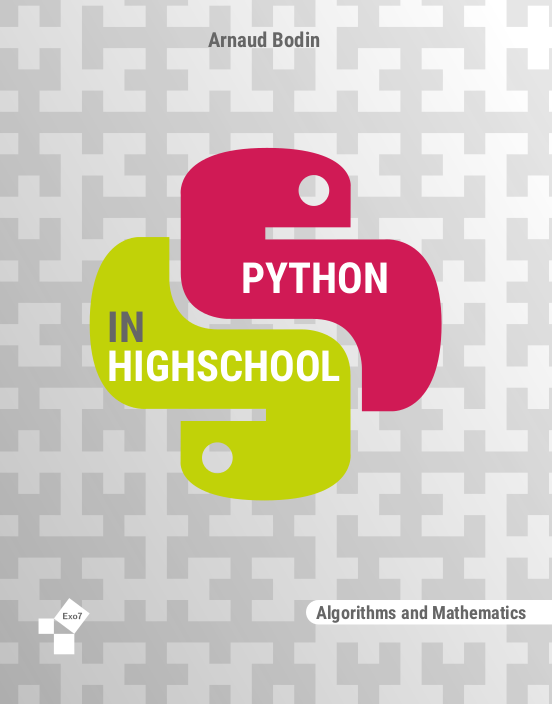 Arnaud Bodin
PYTHON
IN
HIGHSCHOOL
Algorithms and Mathematics
Exo7